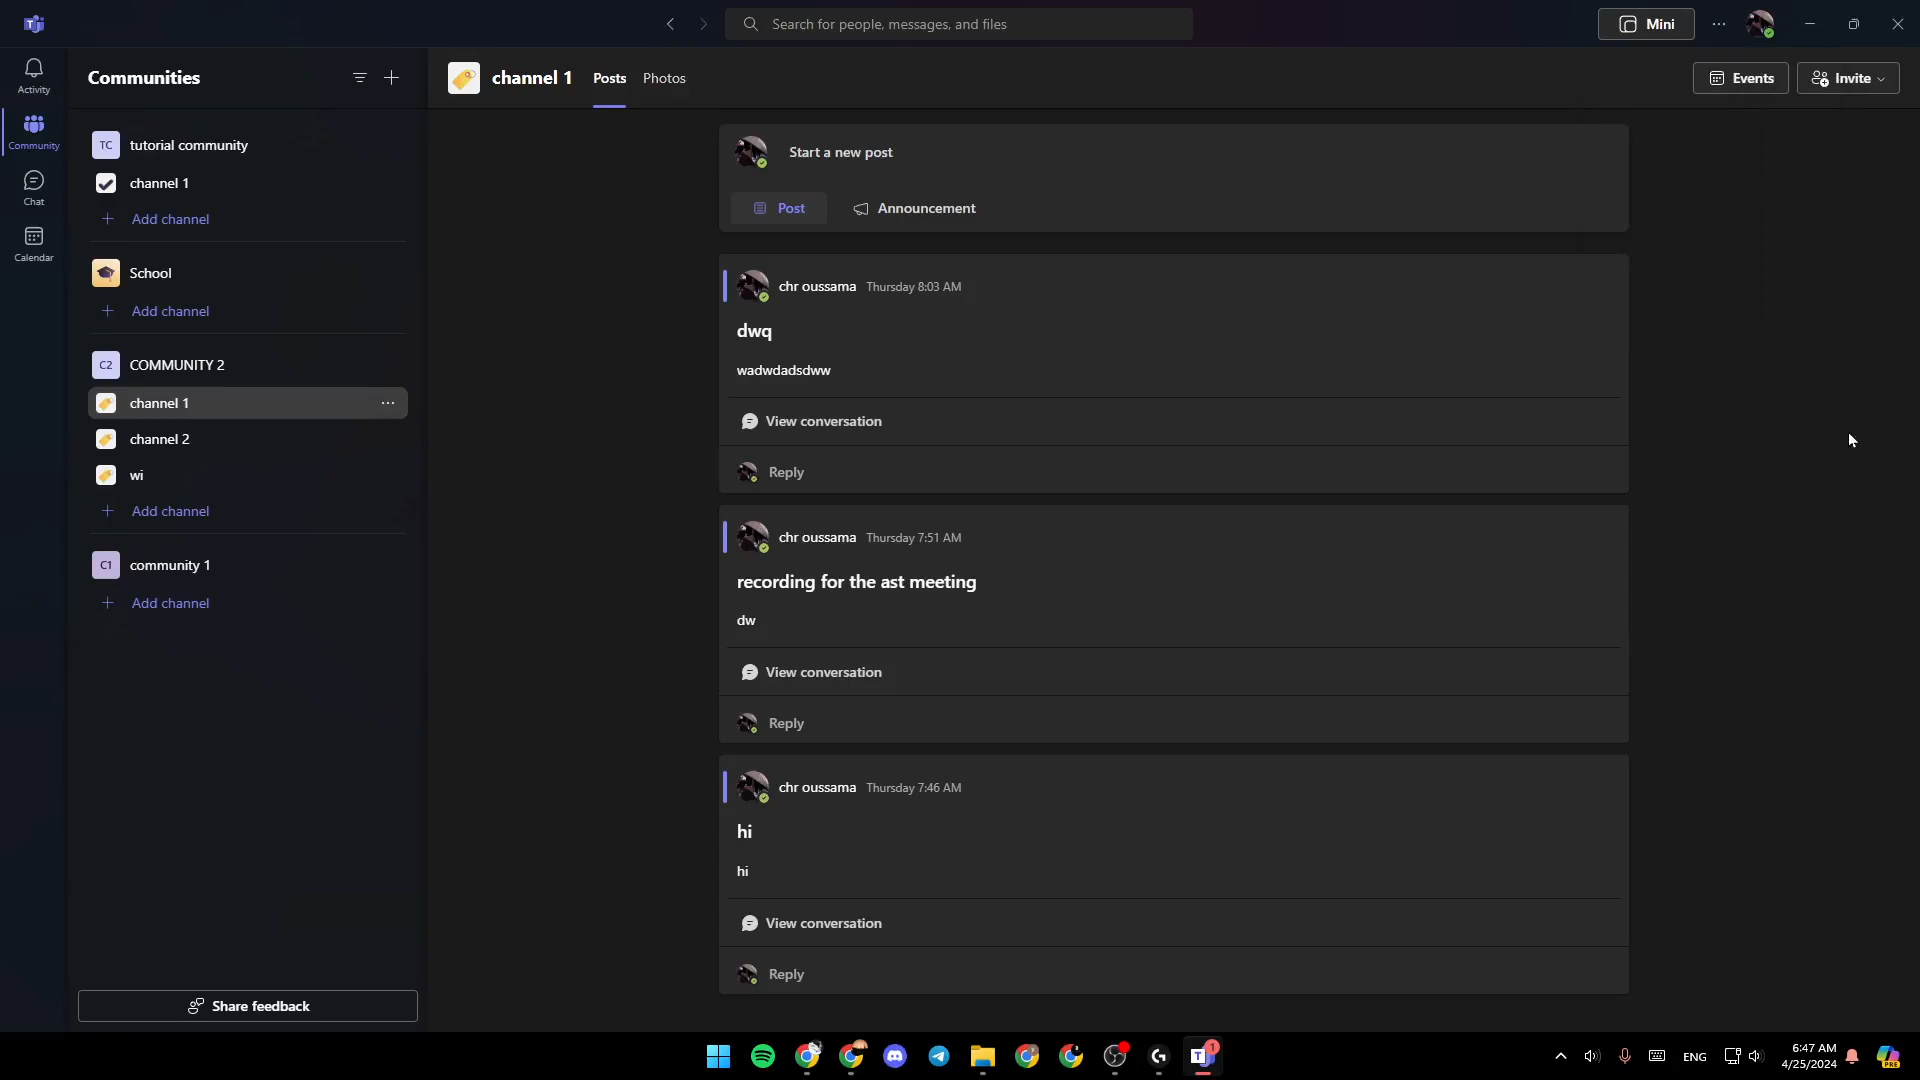 Search for people, messages, and files
Mini
Activity
Community
Chat
Calendar
Communities
TC tutorial community
channel 1
Add channel
School
Add channel
C2 COMMUNITY 2
channel 1
channel 2
wi
Add channel
C1 community 1
Add channel
Share feedback
channel 1 Posts Photos
Events Invite
Start a new post
Post Announcement
chr oussama Thursday 8:03 AM
dwq
wadwdadsdww
View conversation
Reply
chr oussama Thursday 7:51 AM
recording for the ast meeting
dw
View conversation
Reply
chr oussama Thursday 7:46 AM
hi
hi
View conversation
Reply
1
ENG
6:47 AM
4/25/2024
PRE